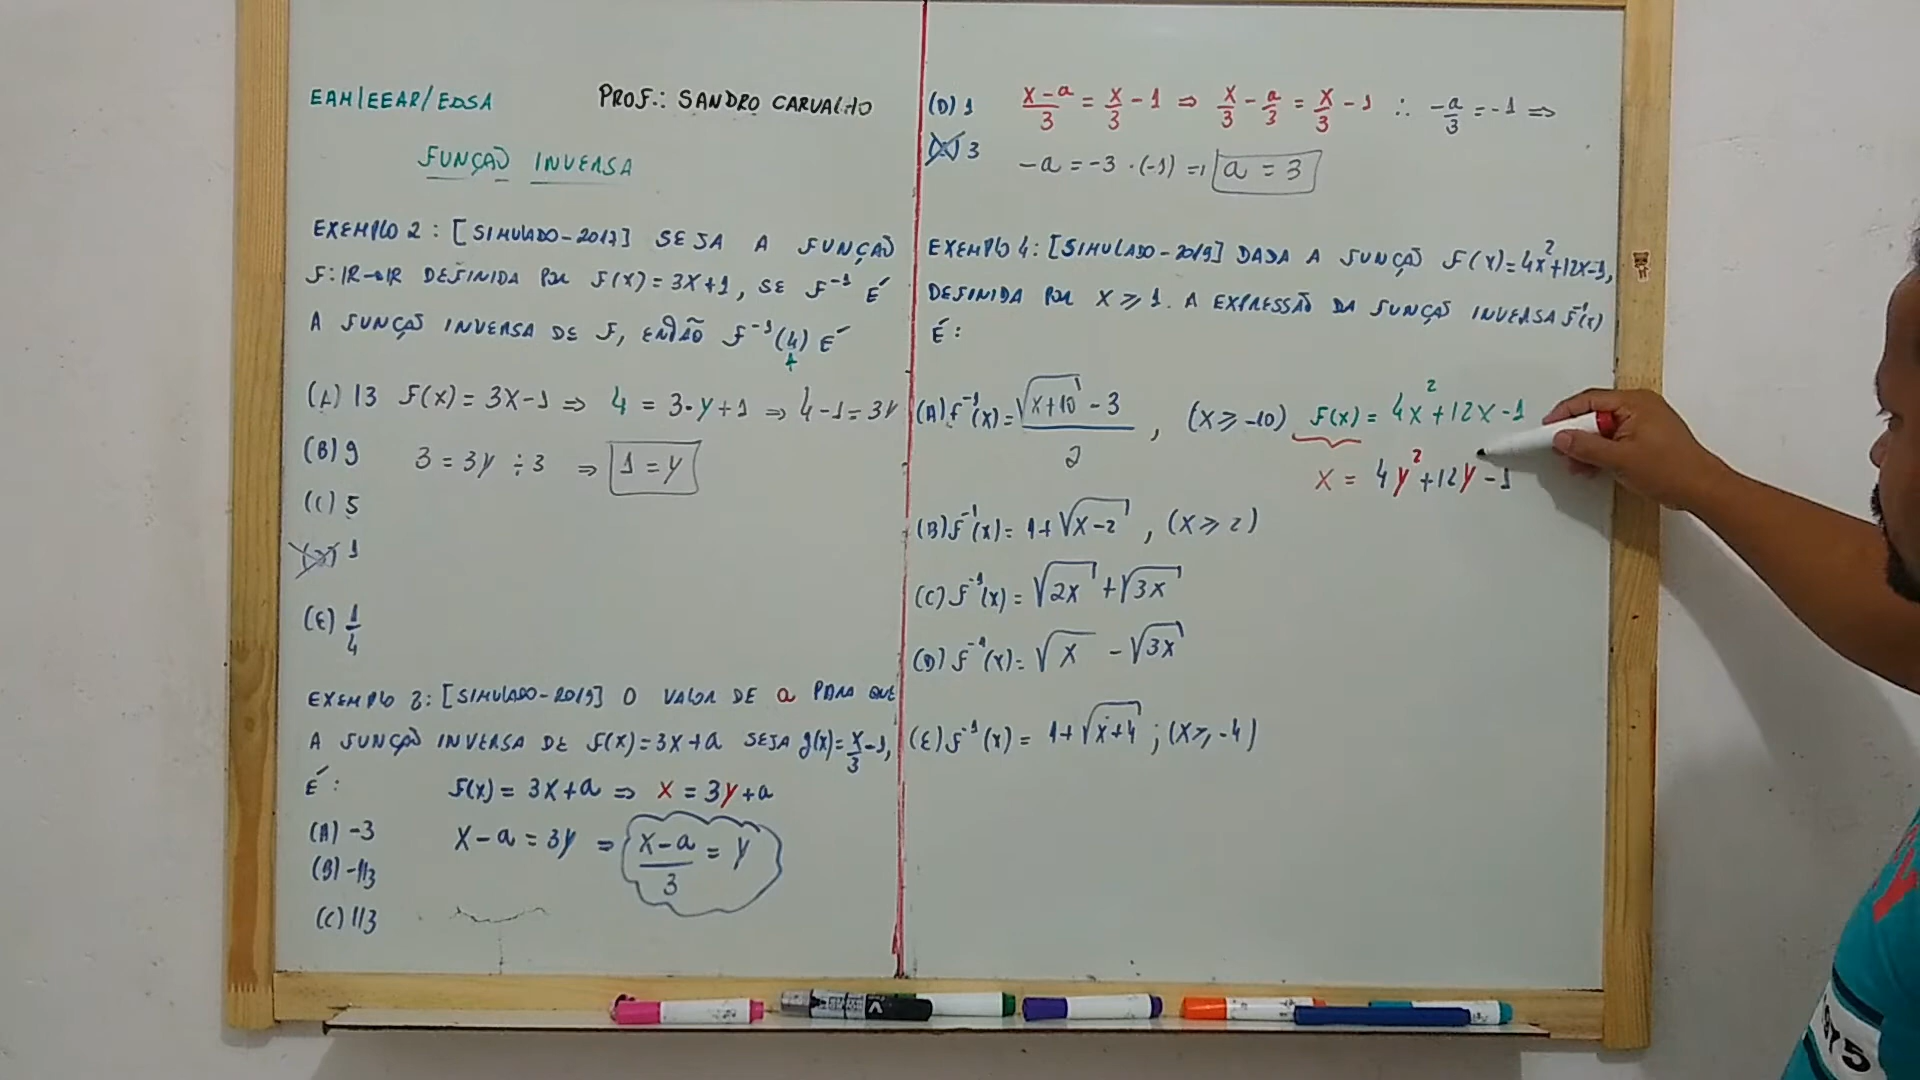 EAM/EEAR/EDSA
PROF.: SANDRO CARVALHO
FUNÇÃO INVERSA
EXEMPLO 2: [SIMULADO-2017] SEJA A FUNÇÃO
F:IR→IR DEFINIDA POR F(X)=3X+1, SE F⁻¹ É
A FUNÇÃO INVERSA DE F, ENTÃO F⁻¹(4) É
(A) 13 F(X)=3X-1 ⇒ 4 = 3·Y+1 ⇒ 4-1=3Y
(B) 9 3=3Y ÷3 ⇒ 1=Y
(C) 5
(D) 1
(E) 1/4
EXEMPLO 3: [SIMULADO-2019] O VALOR DE a PARA QUE
A FUNÇÃO INVERSA DE F(X)=3X+a SEJA g(X)=X/3-1,
É: F(X)=3X+a ⇒ X=3Y+a
(A) -3 X-a=3Y ⇒ (X-a)/3 = Y
(B) -1/3
(C) 1/3
(D) 1 (X-a)/3 = X/3 - 1 ⇒ X/3 - a/3 = X/3 - 1 ∴ -a/3 = -1 ⇒
3 -a=-3 ·(-1) ⇒ a = 3
EXEMPLO 4: [SIMULADO-2019] DADA A FUNÇÃO F(X)=4X²+12X-1,
DEFINIDA POR X ⩾ 1. A EXPRESSÃO DA FUNÇÃO INVERSA F⁻¹(X)
É:
(A) F⁻¹(X)= (√(X+10) - 3)/2 , (X⩾-10) F(X) = 4X²+12X-1
X = 4Y²+12Y-1
(B) F⁻¹(X)= 1+√(X-2) , (X⩾2)
(C) F⁻¹(X)= √2X + √3X
(D) F⁻¹(X)= √X - √3X
(E) F⁻¹(X) = 1+√(X+4) ; (X⩾-4)
V
975